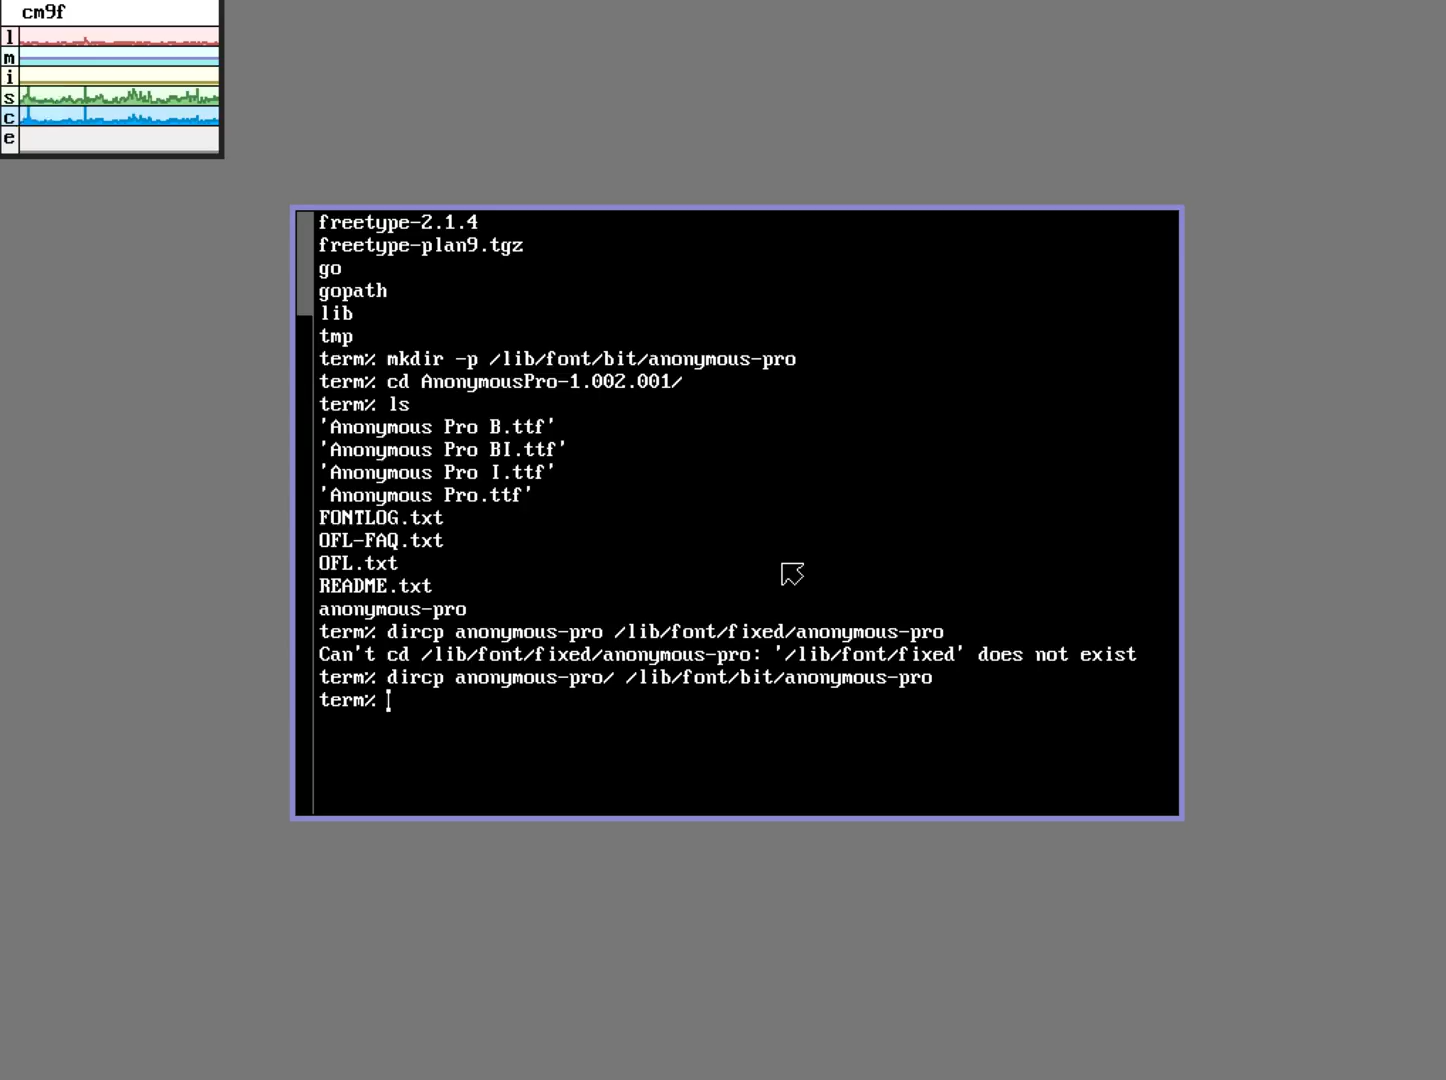 cm9f
l
m
i
s
c
e
freetype-2.1.4
freetype-plan9.tgz
go
gopath
lib
tmp
term% mkdir -p /lib/font/bit/anonymous-pro
term% cd AnonymousPro-1.002.001/
term% ls
'Anonymous Pro B.ttf'
'Anonymous Pro BI.ttf'
'Anonymous Pro I.ttf'
'Anonymous Pro.ttf'
FONTLOG.txt
OFL-FAQ.txt
OFL.txt
README.txt
anonymous-pro
term% dircp anonymous-pro /lib/font/fixed/anonymous-pro
Can't cd /lib/font/fixed/anonymous-pro: '/lib/font/fixed' does not exist
term% dircp anonymous-pro/ /lib/font/bit/anonymous-pro
term%